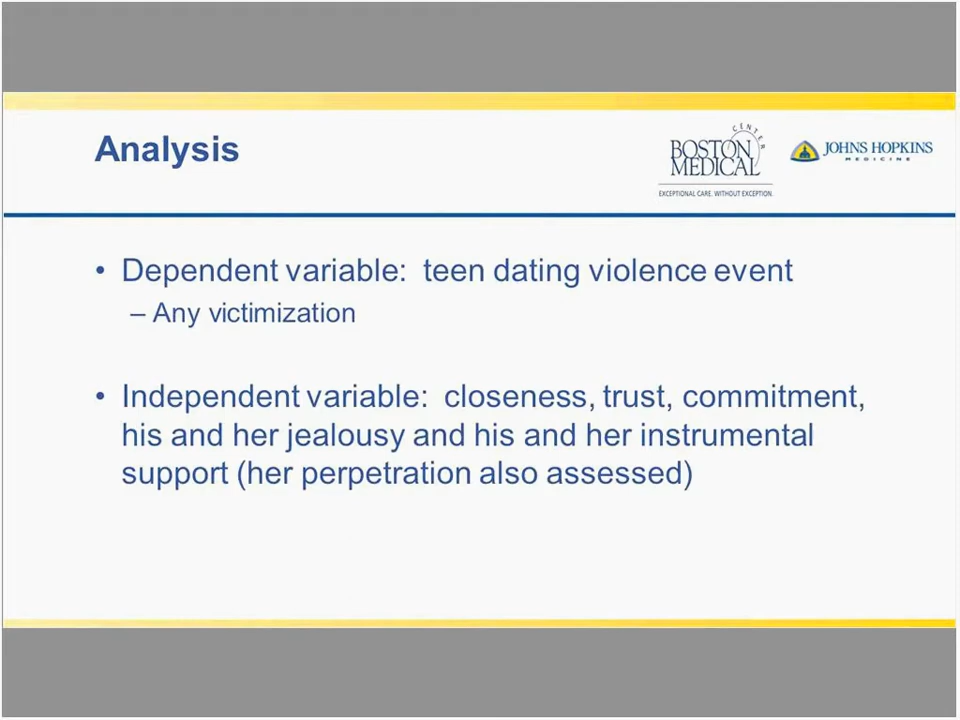 Analysis
BOSTON
MEDICAL
CENTER
EXCEPTIONAL CARE. WITHOUT EXCEPTION.
JOHNS HOPKINS
MEDICINE
• Dependent variable:  teen dating violence event
– Any victimization
• Independent variable:  closeness, trust, commitment,
his and her jealousy and his and her instrumental
support (her perpetration also assessed)